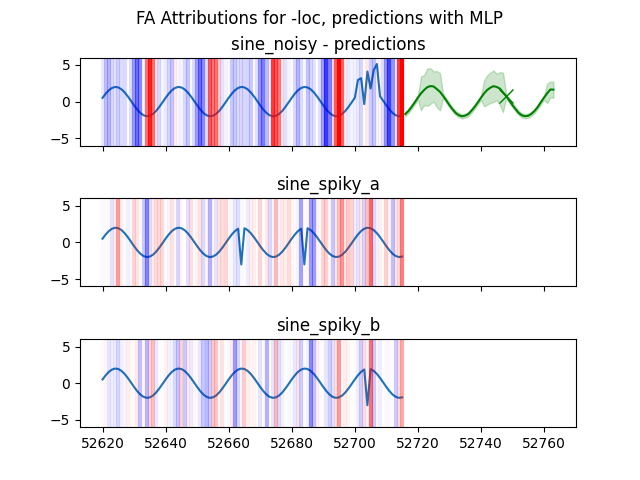 FA Attributions for -loc, predictions with MLP
sine_noisy - predictions
5
0
−5
sine_spiky_a
5
0
−5
sine_spiky_b
5
0
−5
52620 52640 52660 52680 52700 52720 52740 52760